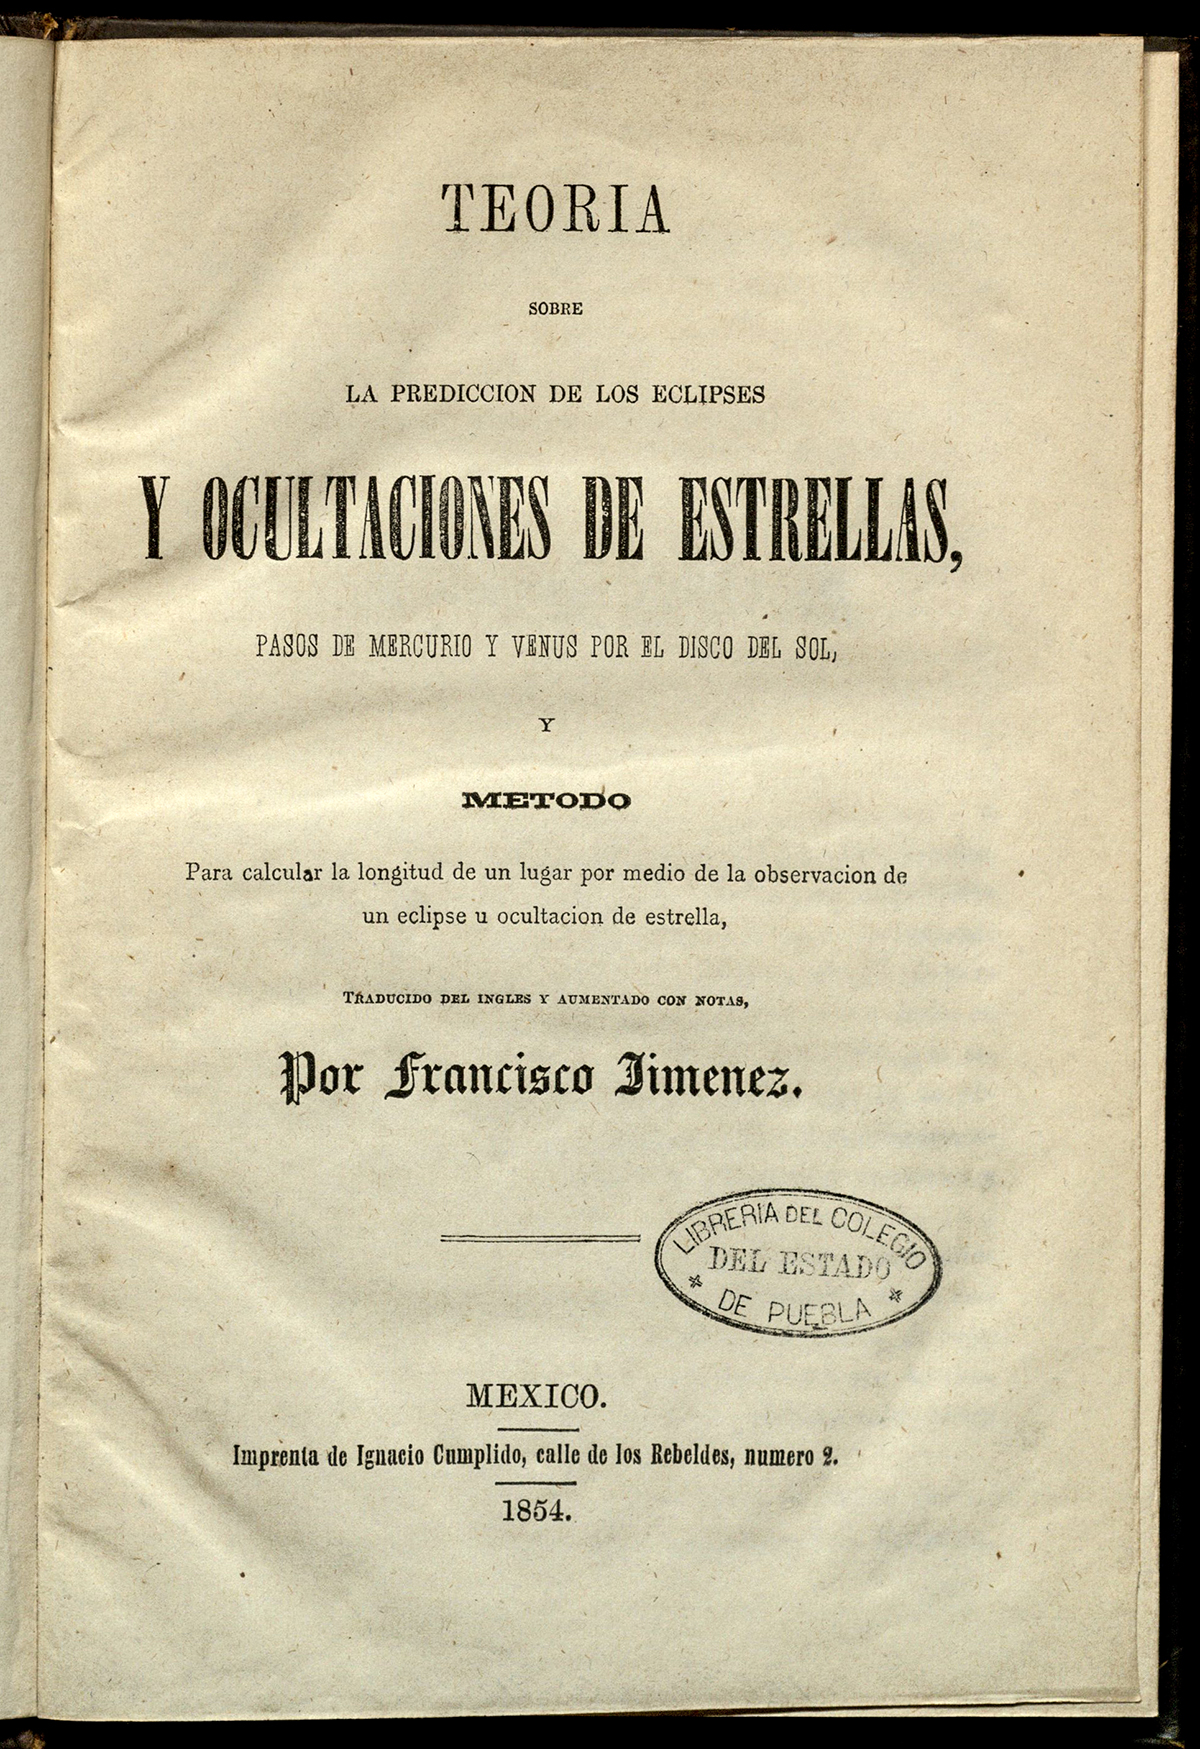 TEORIA
SOBRE
LA PREDICCION DE LOS ECLIPSES
Y OCULTACIONES DE ESTRELLAS,
PASOS DE MERCURIO Y VENUS POR EL DISCO DEL SOL,
Y
METODO
Para calcular la longitud de un lugar por medio de la observacion de
un eclipse u ocultacion de estrella,
TRADUCIDO DEL INGLES Y AUMENTADO CON NOTAS,
Por Francisco Jimenez.
LIBRERIA DEL COLEGIO
DEL ESTADO
DE PUEBLA
MEXICO.
Imprenta de Ignacio Cumplido, calle de los Rebeldes, numero 2.
1854.